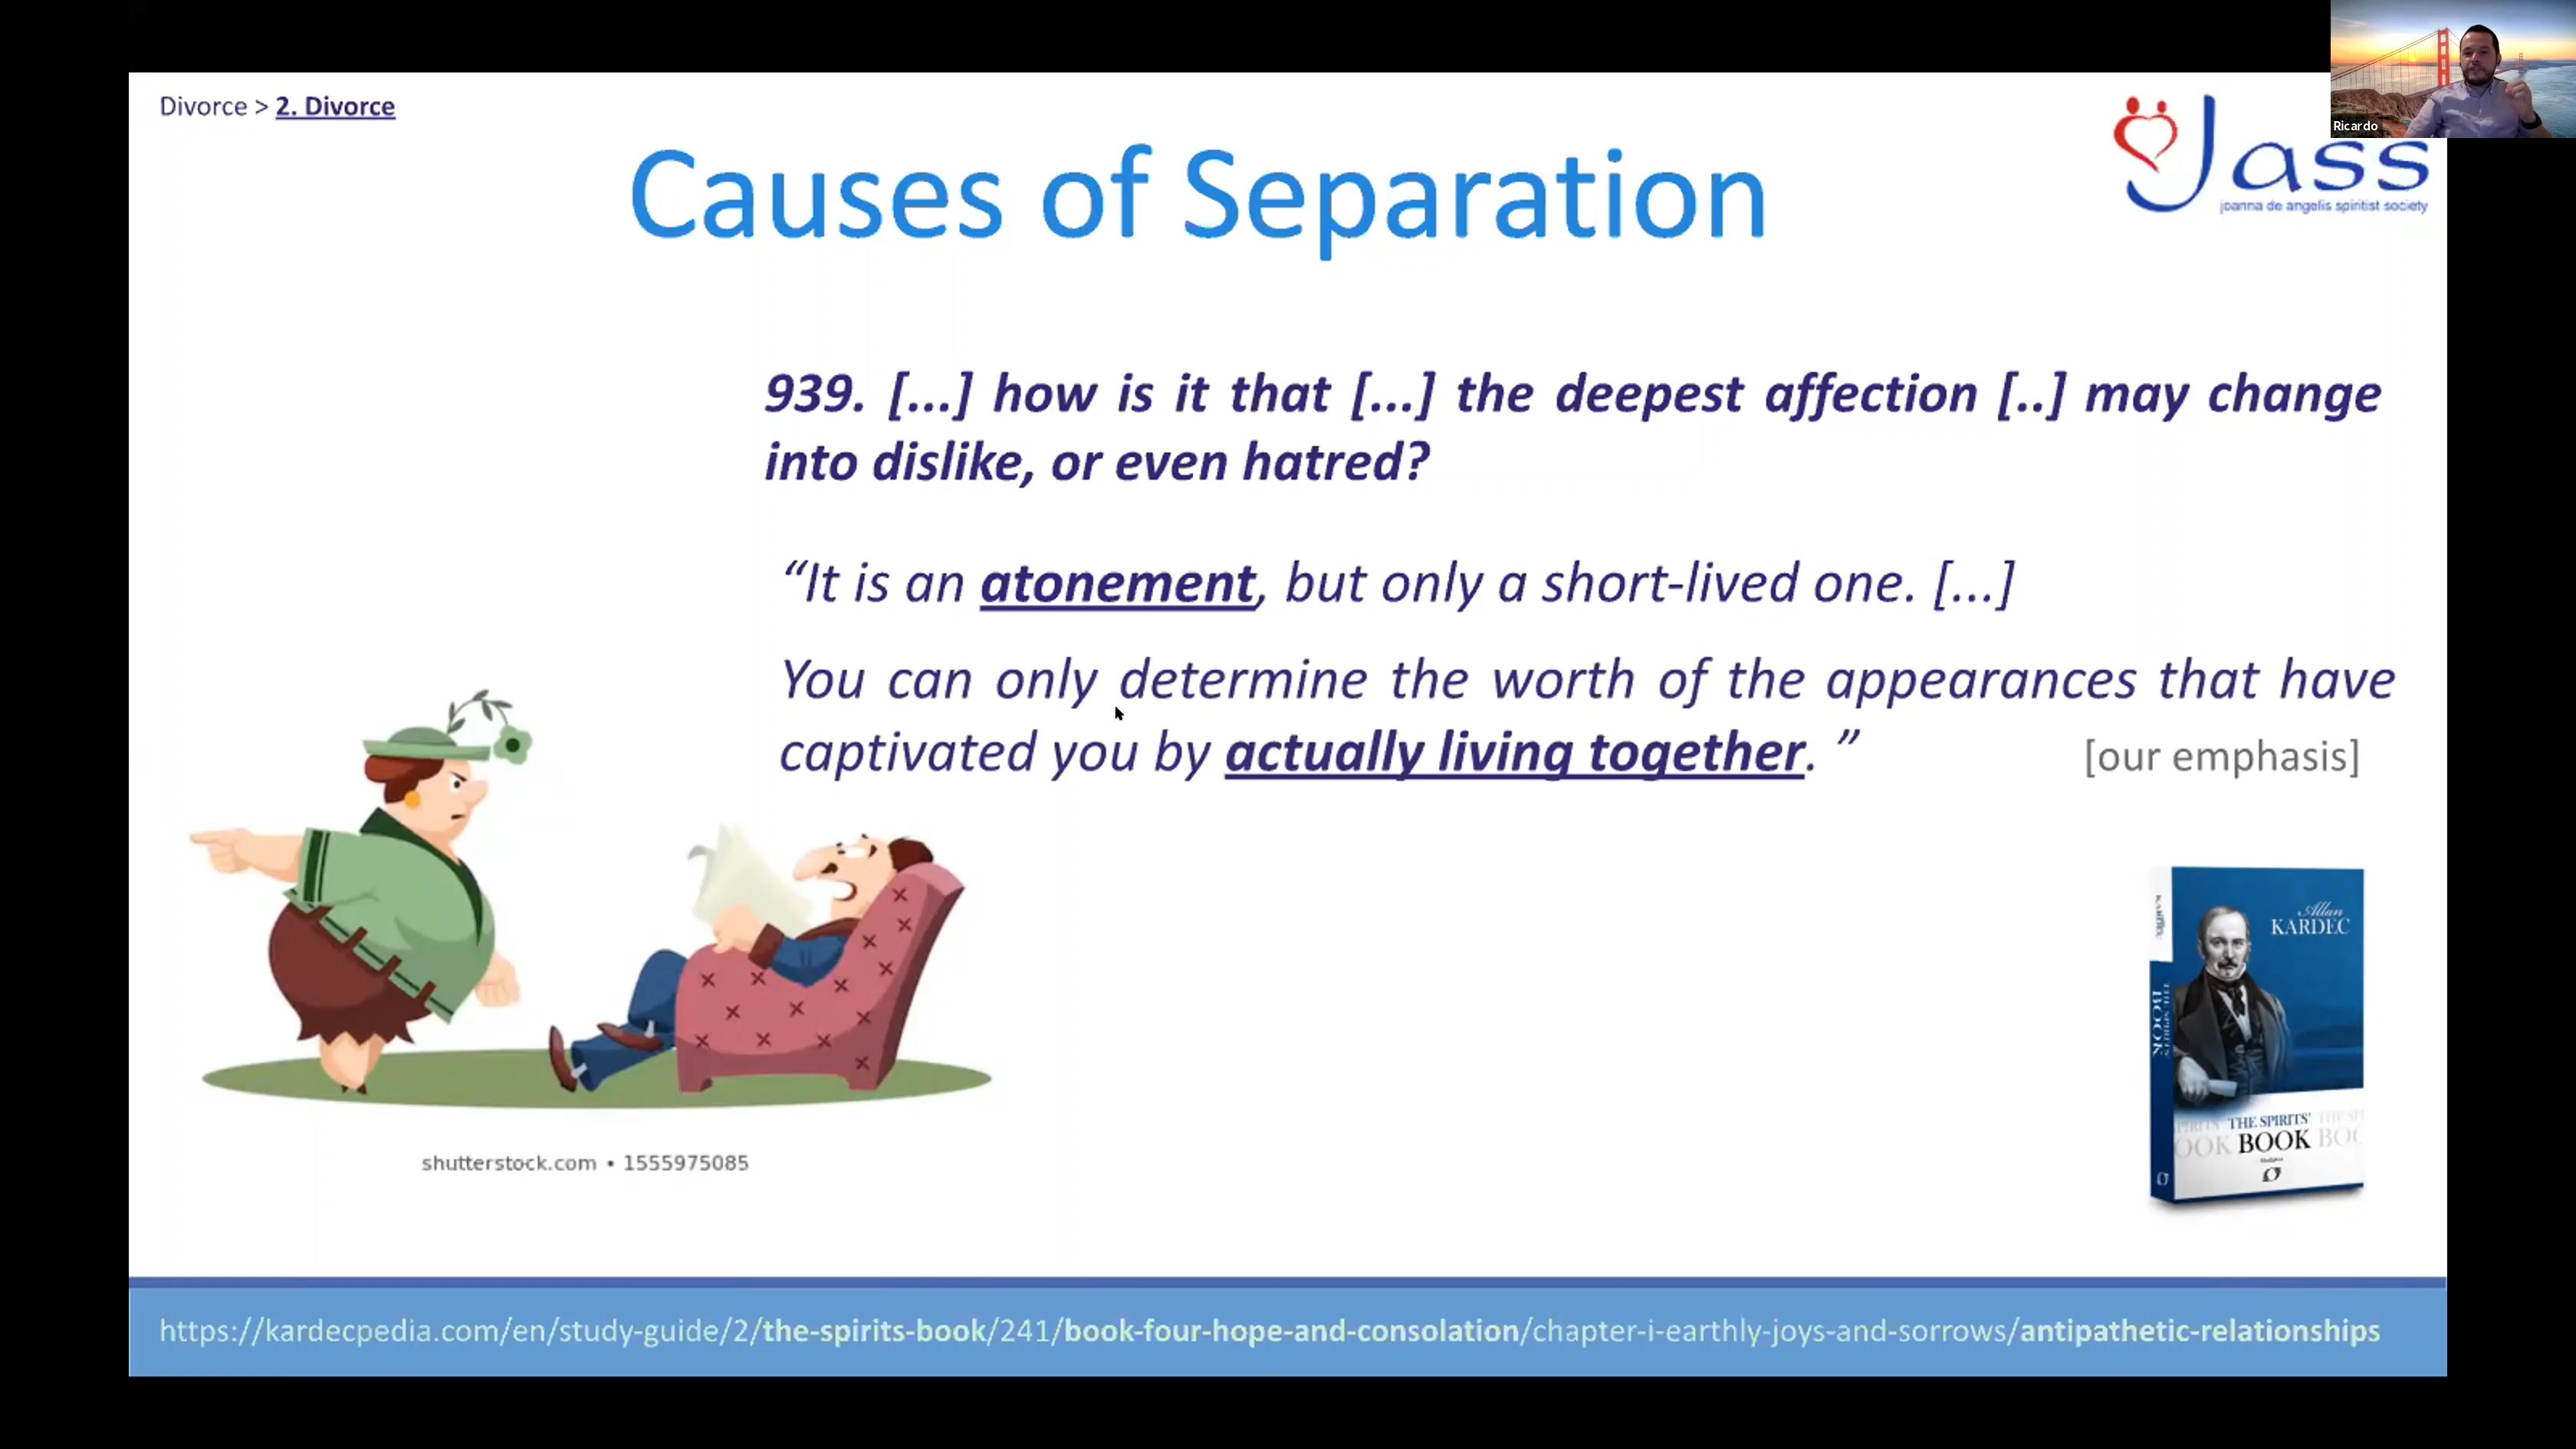 Ricardo
Divorce > 2. Divorce
Jass
joanna de angelis spiritist society
Causes of Separation
939. [...] how is it that [...] the deepest affection [..] may change
into dislike, or even hatred?
“It is an atonement, but only a short-lived one. [...]
You can only determine the worth of the appearances that have
captivated you by actually living together. ”
[our emphasis]
Allan
KARDEC
THE SPIRITS'
BOOK
shutterstock.com • 1555975085
https://kardecpedia.com/en/study-guide/2/the-spirits-book/241/book-four-hope-and-consolation/chapter-i-earthly-joys-and-sorrows/antipathetic-relationships